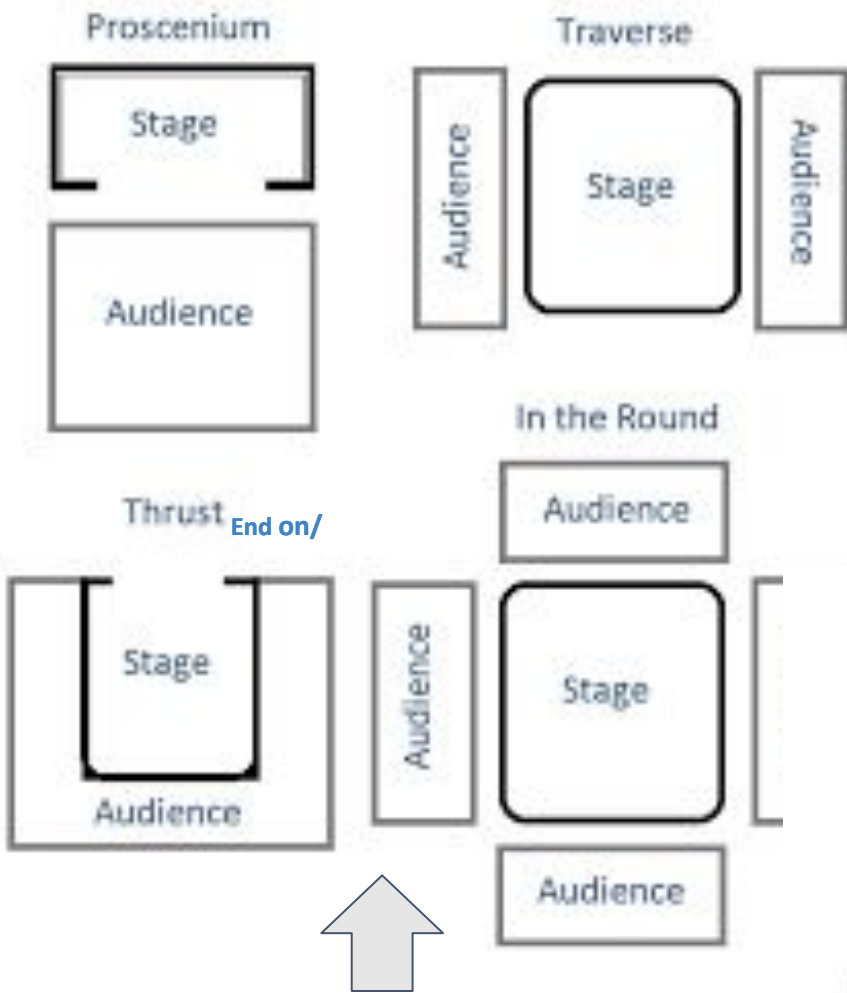 Proscenium
Stage
Audience
Traverse
Audience
Stage
Audience
Thrust
End on/
Stage
Audience
In the Round
Audience
Audience
Stage
Audience